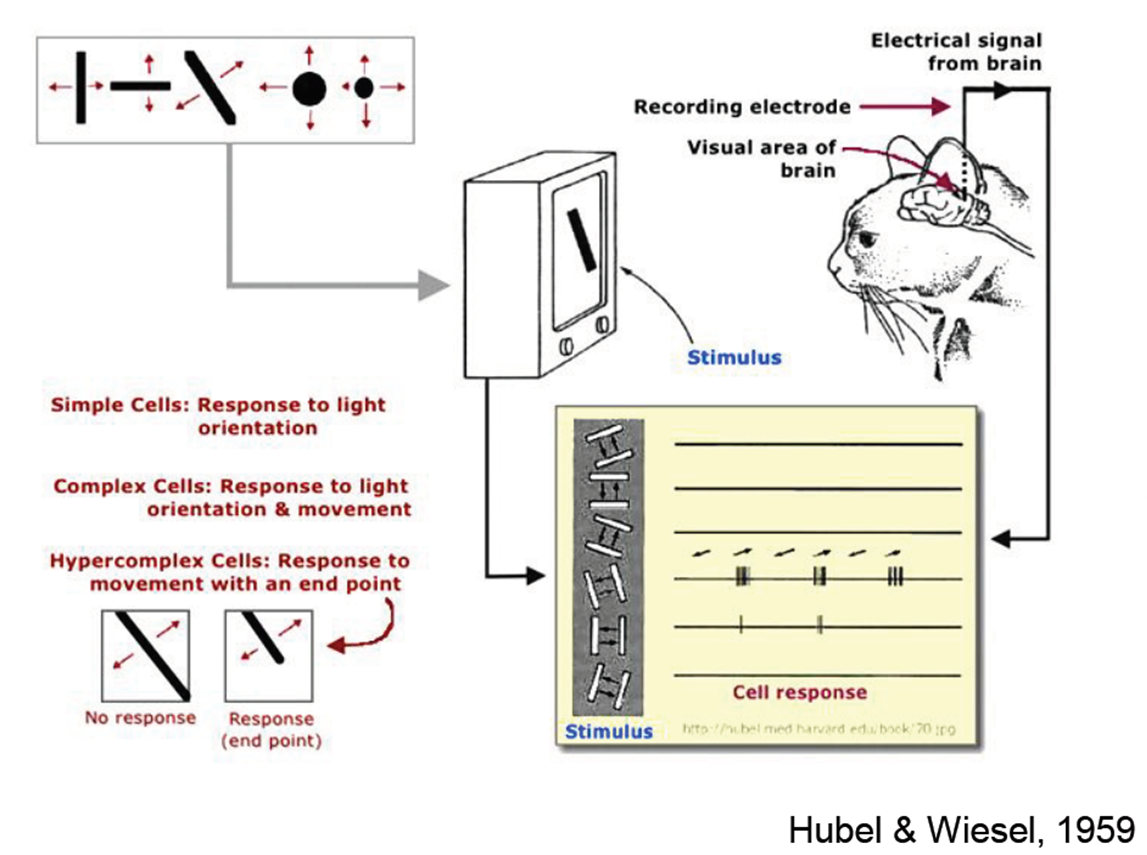 Electrical signal
from brain
Recording electrode
Visual area of
brain
Stimulus
Simple Cells: Response to light
orientation
Complex Cells: Response to light
orientation & movement
Hypercomplex Cells: Response to
movement with an end point
No response
Response
(end point)
Cell response
Stimulus
http://hubel.med.harvard.edu/book/70.jpg
Hubel & Wiesel, 1959